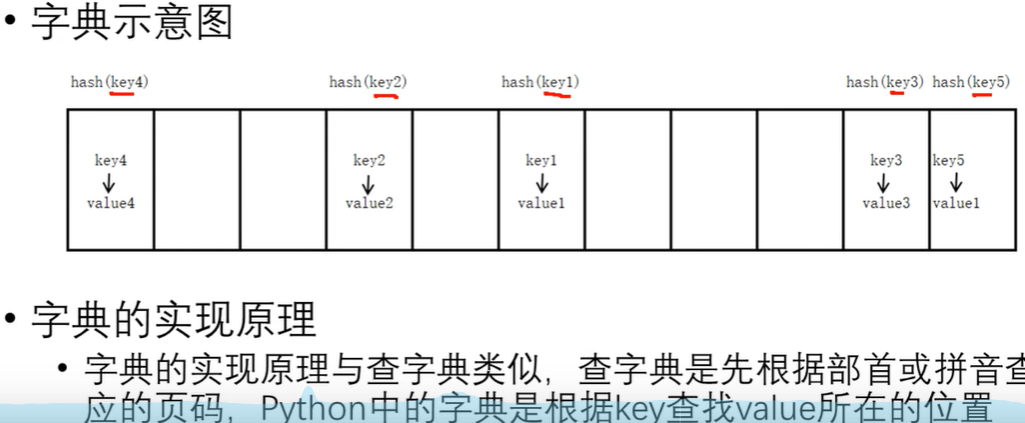 • 字典示意图
hash(key4) hash(key2) hash(key1) hash(key3) hash(key5)
key4 key2 key1 key3 key5
value4 value2 value1 value3 value1
• 字典的实现原理
• 字典的实现原理与查字典类似，查字典是先根据部首或拼音查
应的页码，Python中的字典是根据key查找value所在的位置